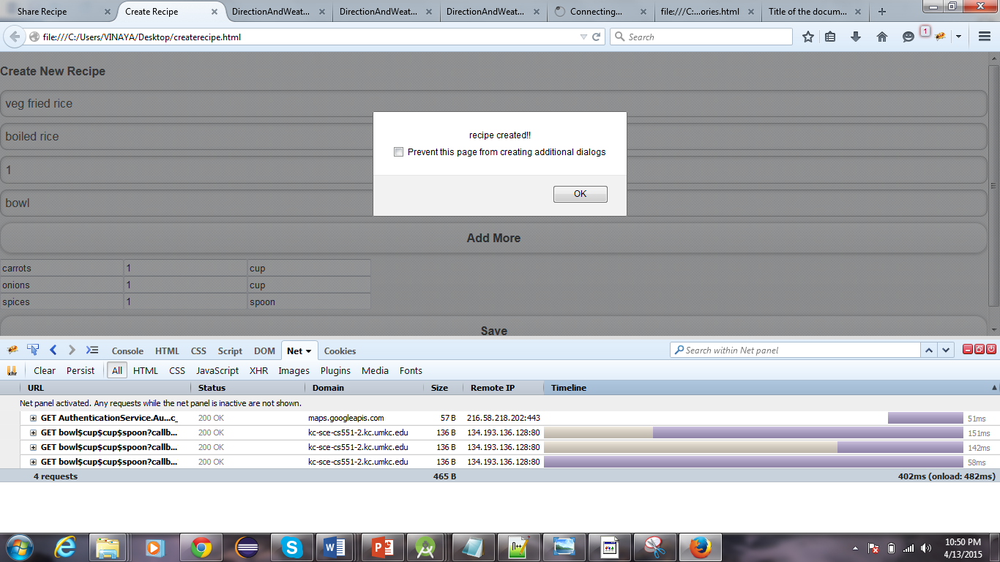 Share Recipe Create Recipe DirectionAndWeat... DirectionAndWeat... DirectionAndWeat... Connecting... file:///C:...ories.html Title of the docum...
file:///C:/Users/VINAYA/Desktop/createrecipe.html Search 1
Create New Recipe
veg fried rice
boiled rice
1
bowl
recipe created!!
Prevent this page from creating additional dialogs
OK
Add More
carrots 1 cup
onions 1 cup
spices 1 spoon
Save
Console HTML CSS Script DOM Net Cookies Search within Net panel
Clear Persist All HTML CSS JavaScript XHR Images Plugins Media Fonts
URL Status Domain Size Remote IP Timeline
Net panel activated. Any requests while the net panel is inactive are not shown.
GET AuthenticationService.Au...c_ 200 OK maps.googleapis.com 57 B 216.58.218.202:443 51ms
GET bowl$cup$cup$spoon?callb... 200 OK kc-sce-cs551-2.kc.umkc.edu 136 B 134.193.136.128:80 151ms
GET bowl$cup$cup$spoon?callb... 200 OK kc-sce-cs551-2.kc.umkc.edu 136 B 134.193.136.128:80 142ms
GET bowl$cup$cup$spoon?callb... 200 OK kc-sce-cs551-2.kc.umkc.edu 136 B 134.193.136.128:80 58ms
4 requests 465 B 402ms (onload: 482ms)
10:50 PM
4/13/2015